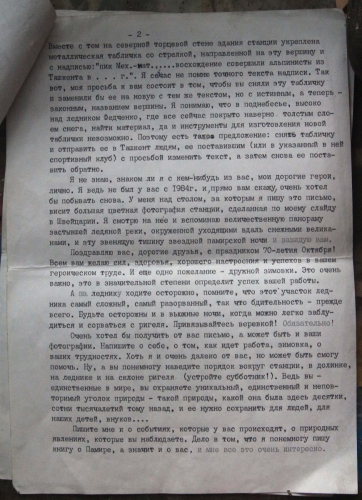 - 2 -
Вместе с тем на северной торцевой стене здания станции укреплена
металлическая табличка со стрелкой, направленной на эту вершину и
с надписью:"пик Мех.-мат.,.....восхождение совершали альпинисты из
Ташкента в . . . г.". Я сейчас не помню точного текста надписи. Так
вот, моя просьба к вам состоит в том, чтобы вы сняли эту табличку
и заменили бы ее на новую с тем же текстом, но с истинным, а теперь -
законным, названием вершины. Я понимаю, что в поднебесье, высоко
над ледником Федченко, где все сейчас покрыто наверно толстым сло-
ем снега, найти материал, да и инструменты для изготовления новой
таблички невозможно. Поэтому есть такое предложение: снять табличку
и отправить ее в Ташкент людям, ее поставившим (или в указанный в ней
спортивный клуб) с просьбой изменить текст, а затем снова ее поста-
вить обратно.
Я не знаю, знаком ли я с кем-нибудь из вас, мои дорогие герои,
лично. Я ведь не был у вас с 1984г. и прямо вам скажу, очень хотел
бы побывать снова. У меня над столом, за которым я пишу это письмо,
висит большая цветная фотография станции, сделанная по моему слайду
в Швейцарии. Я смотрю на нее и вспоминаю величественную панораму
застывшей ледяной реки, окруженной уходящими вдаль снежными велика-
нами, и эту звенящую тишину звездной памирской ночи
Поздравляю вас, дорогие друзья, с праздником 70-летия Октября!
Всем вам желаю сил, здоровья, хорошего настроения и успехов в вашем
героическом труде. И еще одно пожелание - дружной зимовки. Это очень
важно, это в значительной степени определит успех вашей работы.
А по леднику ходите осторожно, помните, что этот участок лед-
ника самый сложный, самый разорванный, так что бдительность - прежде
всего. Будьте осторожны и в вьюжные ночи, когда можно легко заблу-
диться и сорваться с ригеля. Привязывайтесь веревкой! Обязательно!
Очень хотел бы получить от вас письмо, а может быть и ваши
фотографии. Напишите о себе, о том, как идет работа, зимовка, о
ваших трудностях. Хоть я и очень далеко от вас, но может быть смогу
помочь. Ну, а вы понемногу наведите порядок вокруг станции, в домике,
на леднике и на склоне ригеля (устройте субботник!). Ведь вы -
единственные в мире, вы охраняете уникальный, единственный и непов-
торимый уголок природы - такой природы, какой она была здесь десятки,
сотни тысячелетий тому назад, и ее нужно сохранить для людей, для
наших детей, внуков....
Пишите мне и о событиях, которые у вас происходят, о природных
явлениях, которые вы наблюдаете. Дело в том, что я понемногу пишу
книгу о Памире, а значит и о вас, и мне все это очень интересно.